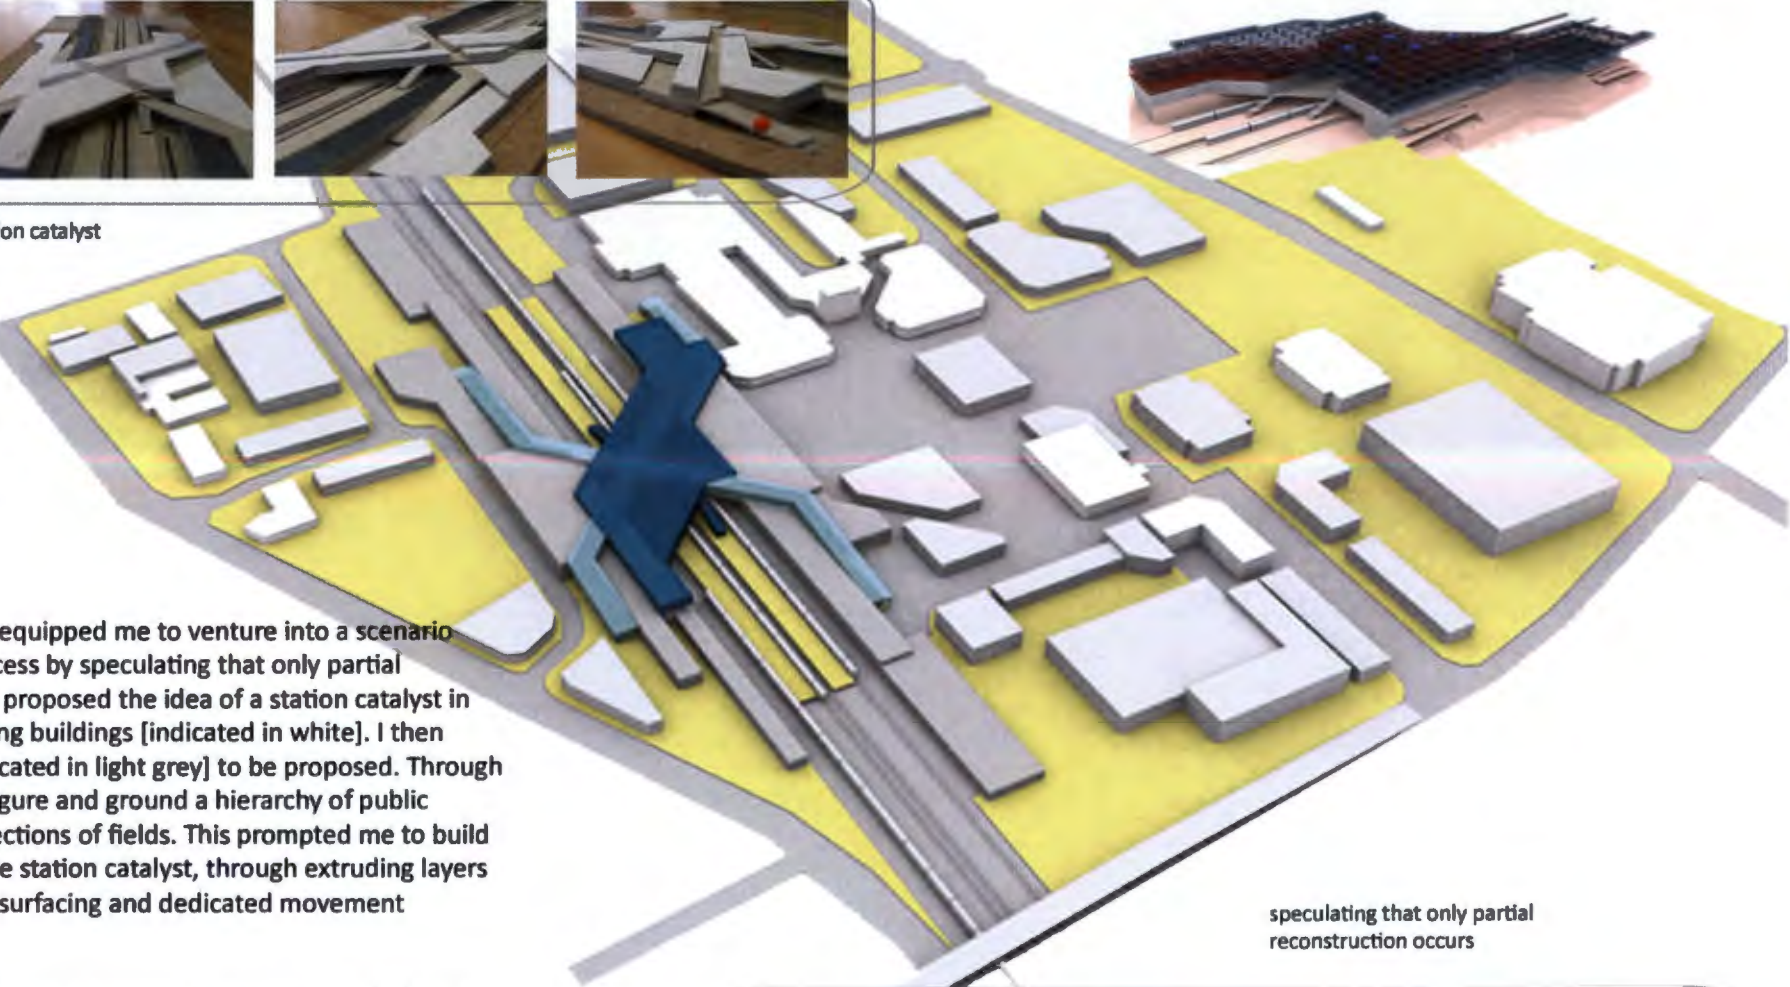 on catalyst
equipped me to venture into a scenario
cess by speculating that only partial
proposed the idea of a station catalyst in
ng buildings [indicated in white]. I then
cated in light grey] to be proposed. Through
gure and ground a hierarchy of public
ections of fields. This prompted me to build
e station catalyst, through extruding layers
surfacing and dedicated movement
speculating that only partial
reconstruction occurs